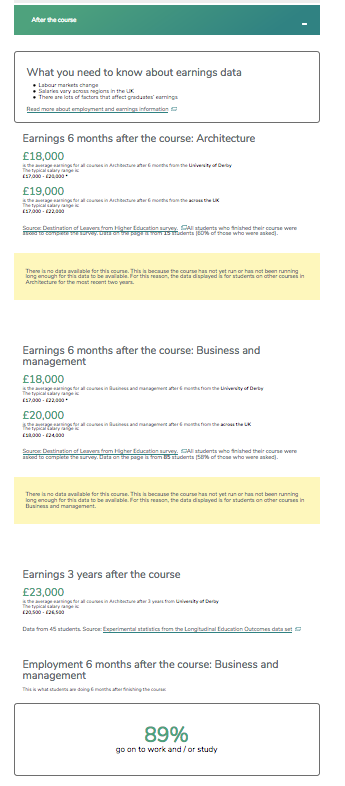 After the course
What you need to know about earnings data
Labour markets change
Salaries vary across regions in the UK
There are lots of factors that affect graduates' earnings
Read more about employment and earnings information
Earnings 6 months after the course: Architecture
£18,000
is the average earnings for all courses in Architecture after 6 months from the University of Derby
The typical salary range is:
£17,000 - £20,000 *
£19,000
is the average earnings for all courses in Architecture after 6 months from the across the UK
The typical salary range is:
£17,000 - £22,000
Source: Destination of Leavers from Higher Education survey. All students who finished their course were
asked to complete the survey. Data on the page is from 15 students (60% of those who were asked).
There is no data available for this course. This is because the course has not yet run or has not been running
long enough for this data to be available. For this reason, the data displayed is for students on other courses in
Architecture for the most recent two years.
Earnings 6 months after the course: Business and
management
£18,000
is the average earnings for all courses in Business and management after 6 months from the University of Derby
The typical salary range is:
£17,000 - £22,000 *
£20,000
is the average earnings for all courses in Business and management after 6 months from the across the UK
The typical salary range is:
£18,000 - £24,000
Source: Destination of Leavers from Higher Education survey. All students who finished their course were
asked to complete the survey. Data on the page is from 85 students (58% of those who were asked).
There is no data available for this course. This is because the course has not yet run or has not been running
long enough for this data to be available. For this reason, the data displayed is for students on other courses in
Business and management.
Earnings 3 years after the course
£23,000
is the average earnings for all courses in Architecture after 3 years from University of Derby
The typical salary range is:
£20,500 - £26,500
Data from 45 students. Source: Experimental statistics from the Longitudinal Education Outcomes data set
Employment 6 months after the course: Business and
management
This is what students are doing 6 months after finishing the course:
89%
go on to work and / or study